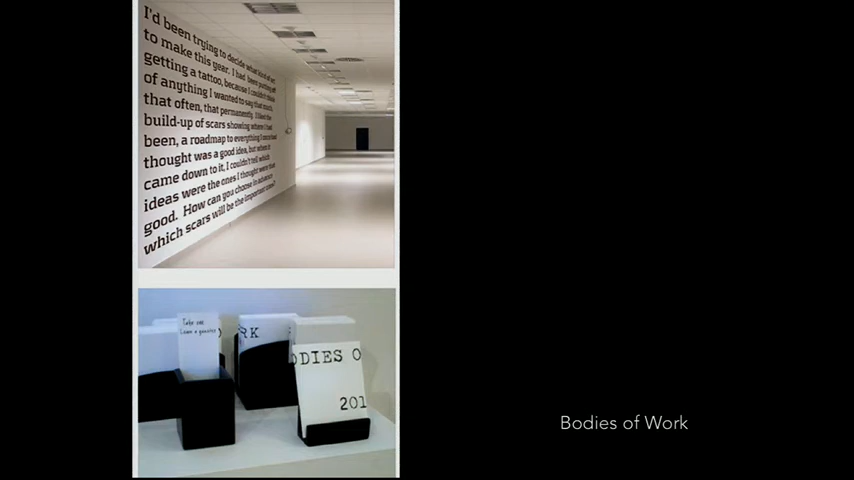 I'd been trying to decide what kind of art
to make this year. I had been putting off
getting a tattoo, because I couldn't think
of anything I wanted to say that much,
that often, that permanently. I liked the
build-up of scars showing where I had
been, a roadmap to everything I once had
thought was a good idea, but when it
came down to it, I couldn't tell which
ideas were the ones I thought were that
good. How can you choose in advance
which scars will be the important ones?
Take one
Leave a
RK
ODIES O
201
Bodies of Work